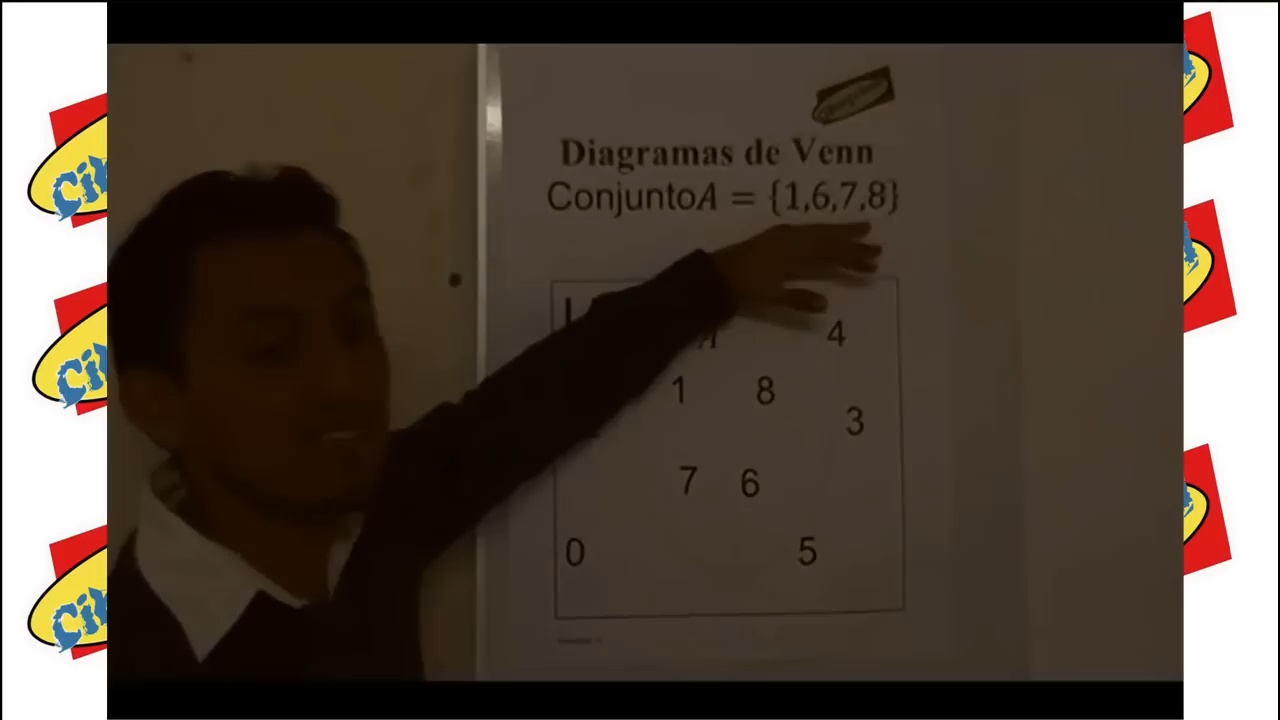 Diagramas de Venn
ConjuntoA = {1,6,7,8}
4
1 8
3
7 6
0 5